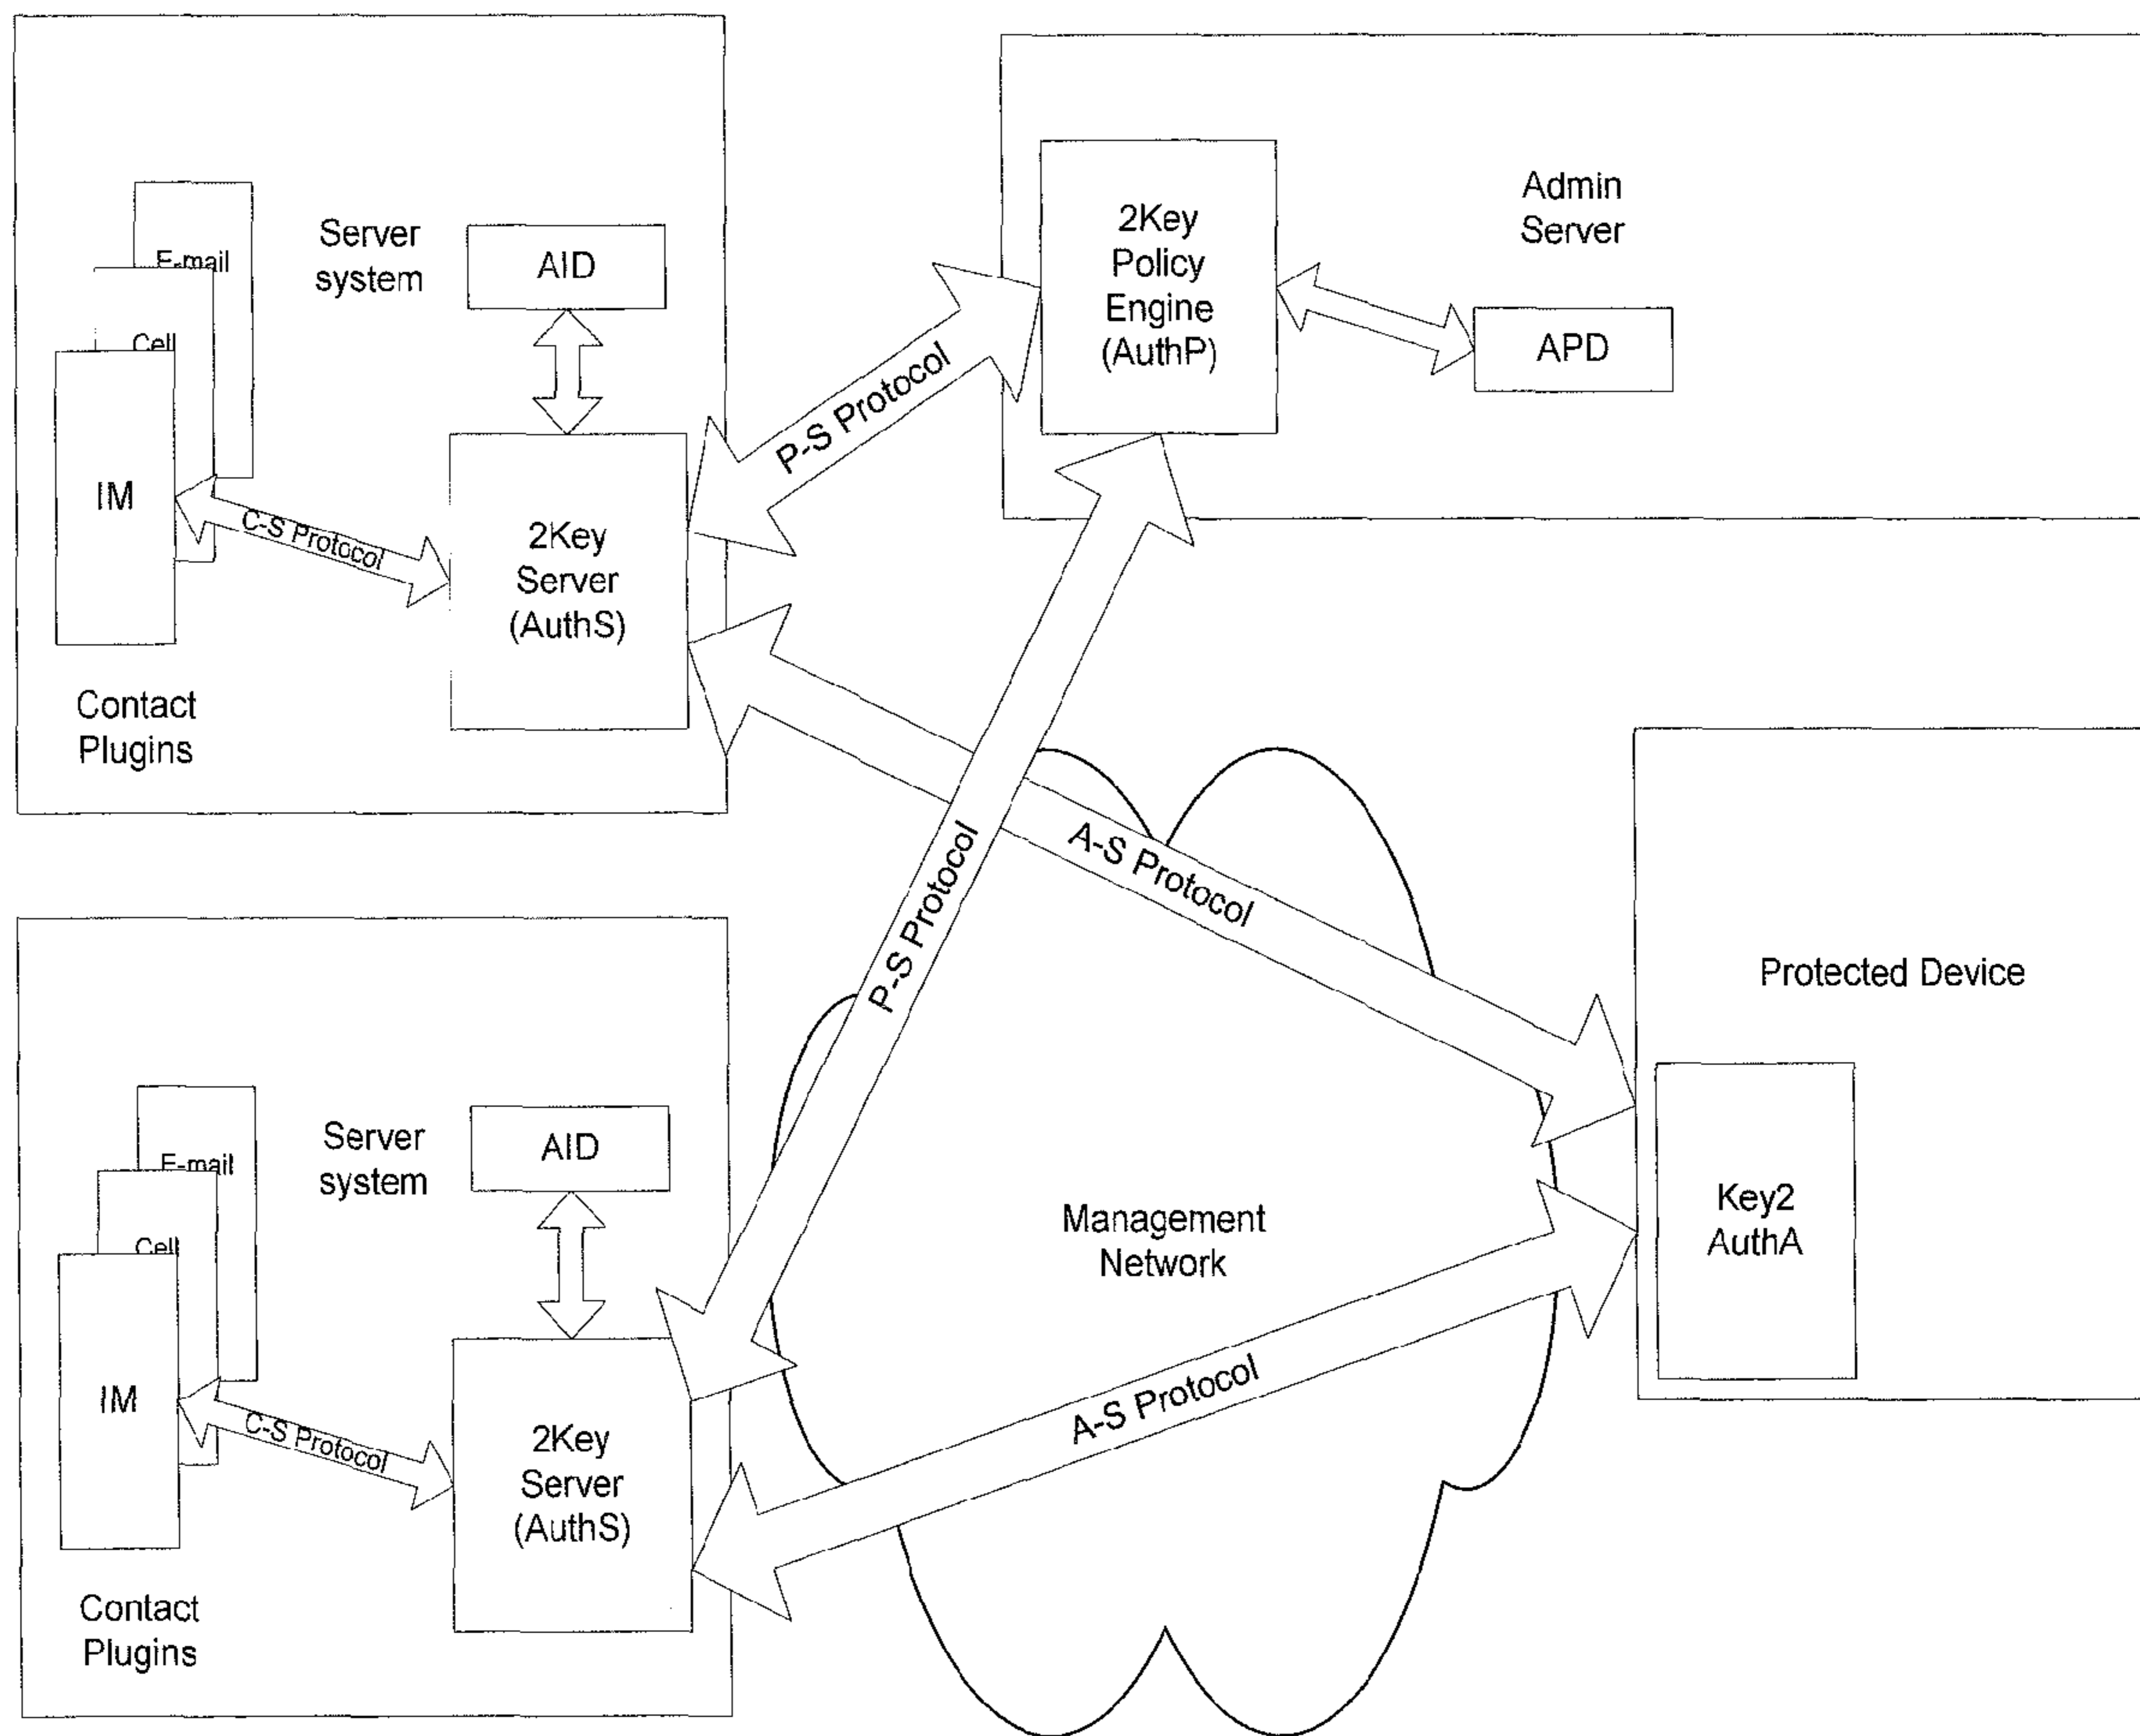 E-mail
Cell
IM
Server
system
AID
C-S Protocol
2Key
Server
(AuthS)
Contact
Plugins
P-S Protocol
2Key
Policy
Engine
(AuthP)
Admin
Server
APD
P-S Protocol
A-S Protocol
Protected Device
Key2
AuthA
Management
Network
E-mail
Cell
IM
Server
system
AID
C-S Protocol
2Key
Server
(AuthS)
Contact
Plugins
A-S Protocol